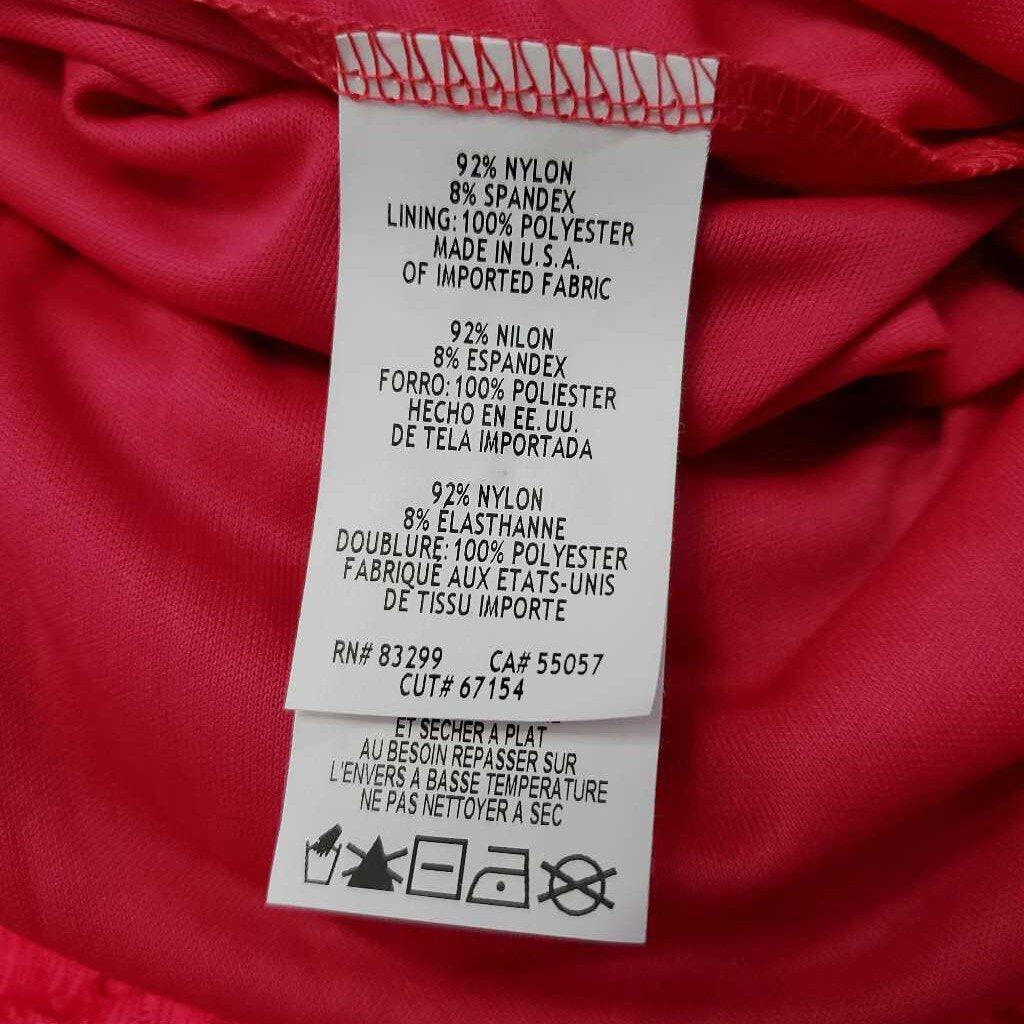 92% NYLON
8% SPANDEX
LINING: 100% POLYESTER
MADE IN U.S.A.
OF IMPORTED FABRIC
92% NILON
8% ESPANDEX
FORRO: 100% POLIESTER
HECHO EN EE. UU.
DE TELA IMPORTADA
92% NYLON
8% ELASTHANNE
DOUBLURE: 100% POLYESTER
FABRIQUÉ AUX ETATS-UNIS
DE TISSU IMPORTE
RN# 83299 CA# 55057
CUT# 67154
ET SECHER A PLAT
AU BESOIN REPASSER SUR
L'ENVERS A BASSE TEMPERATURE
NE PAS NETTOYER A SEC